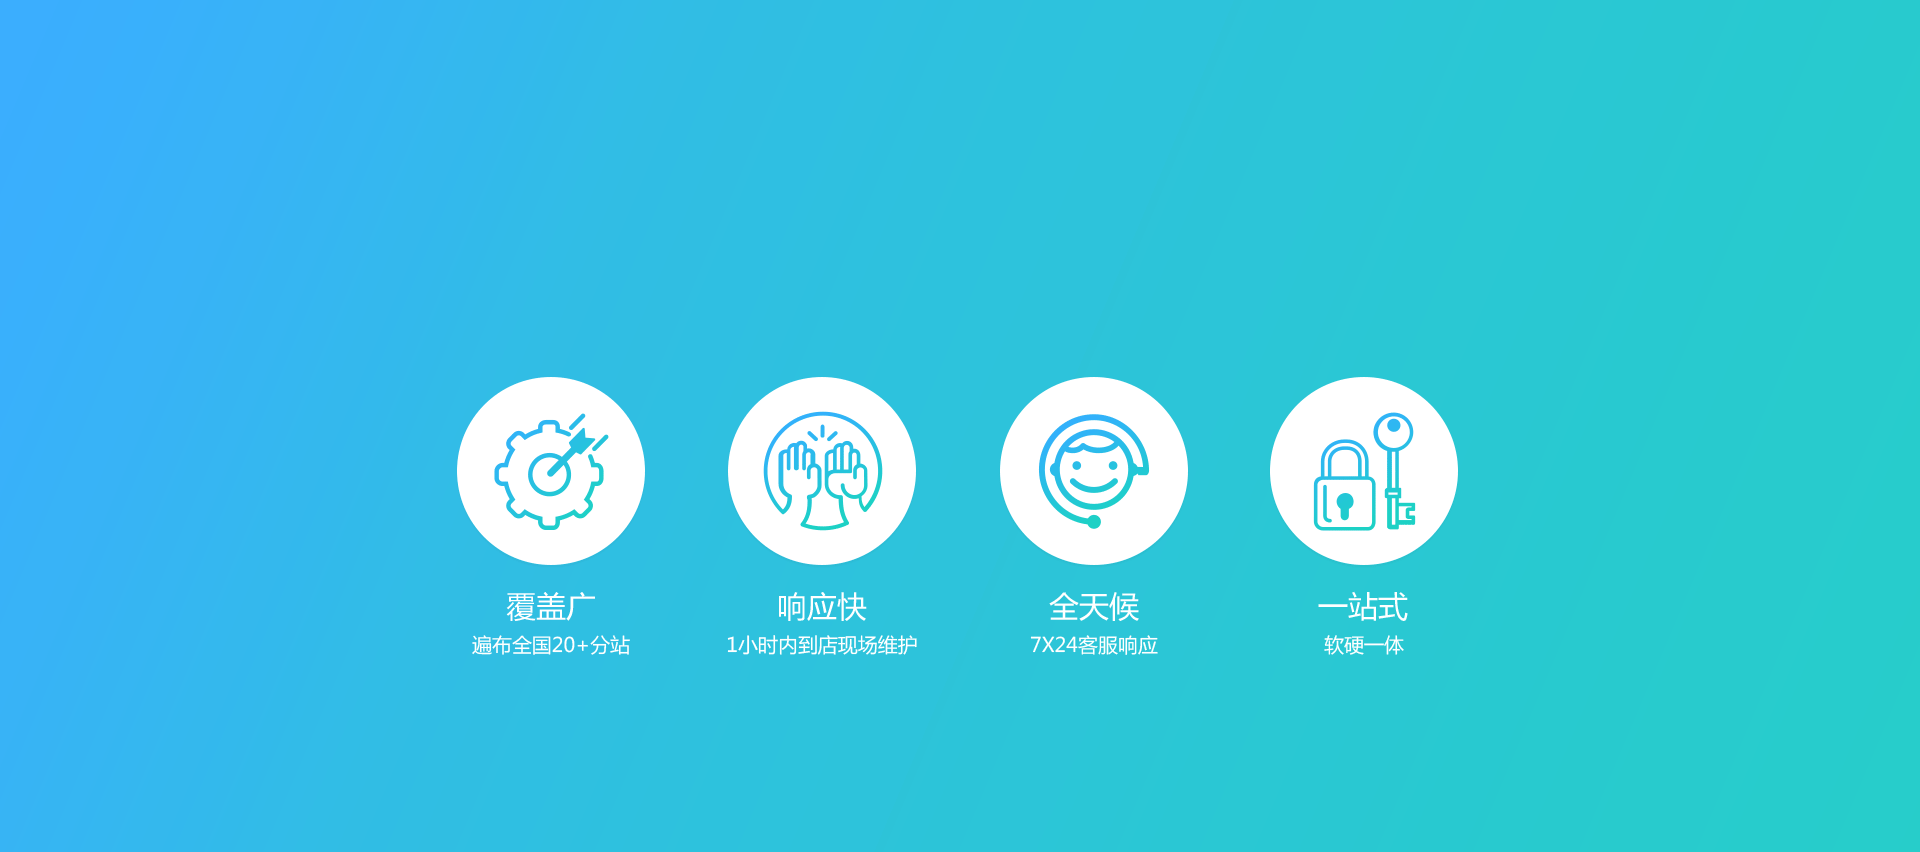 覆盖广
遍布全国20+分站
响应快
1小时内到店现场维护
全天候
7X24客服响应
一站式
软硬一体